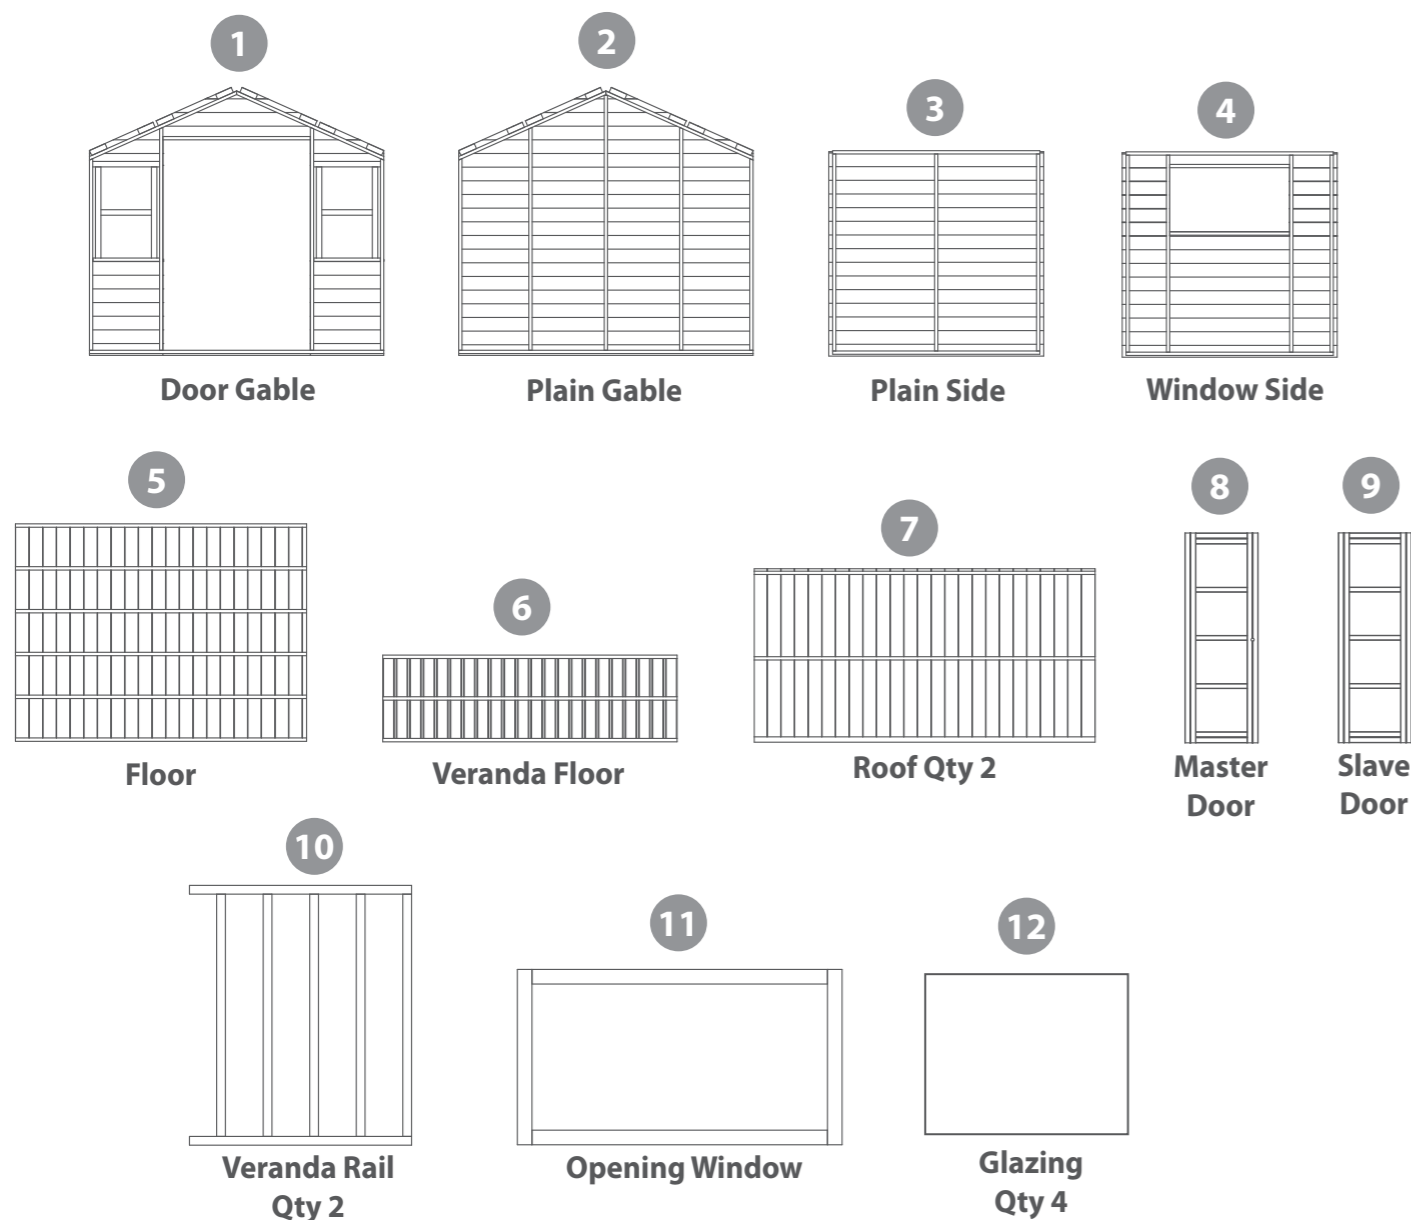 1
Door Gable
2
Plain Gable
3
Plain Side
4
Window Side
5
Floor
6
Veranda Floor
7
Roof Qty 2
8
Master
Door
9
Slave
Door
10
Veranda Rail
Qty 2
11
Opening Window
12
Glazing
Qty 4